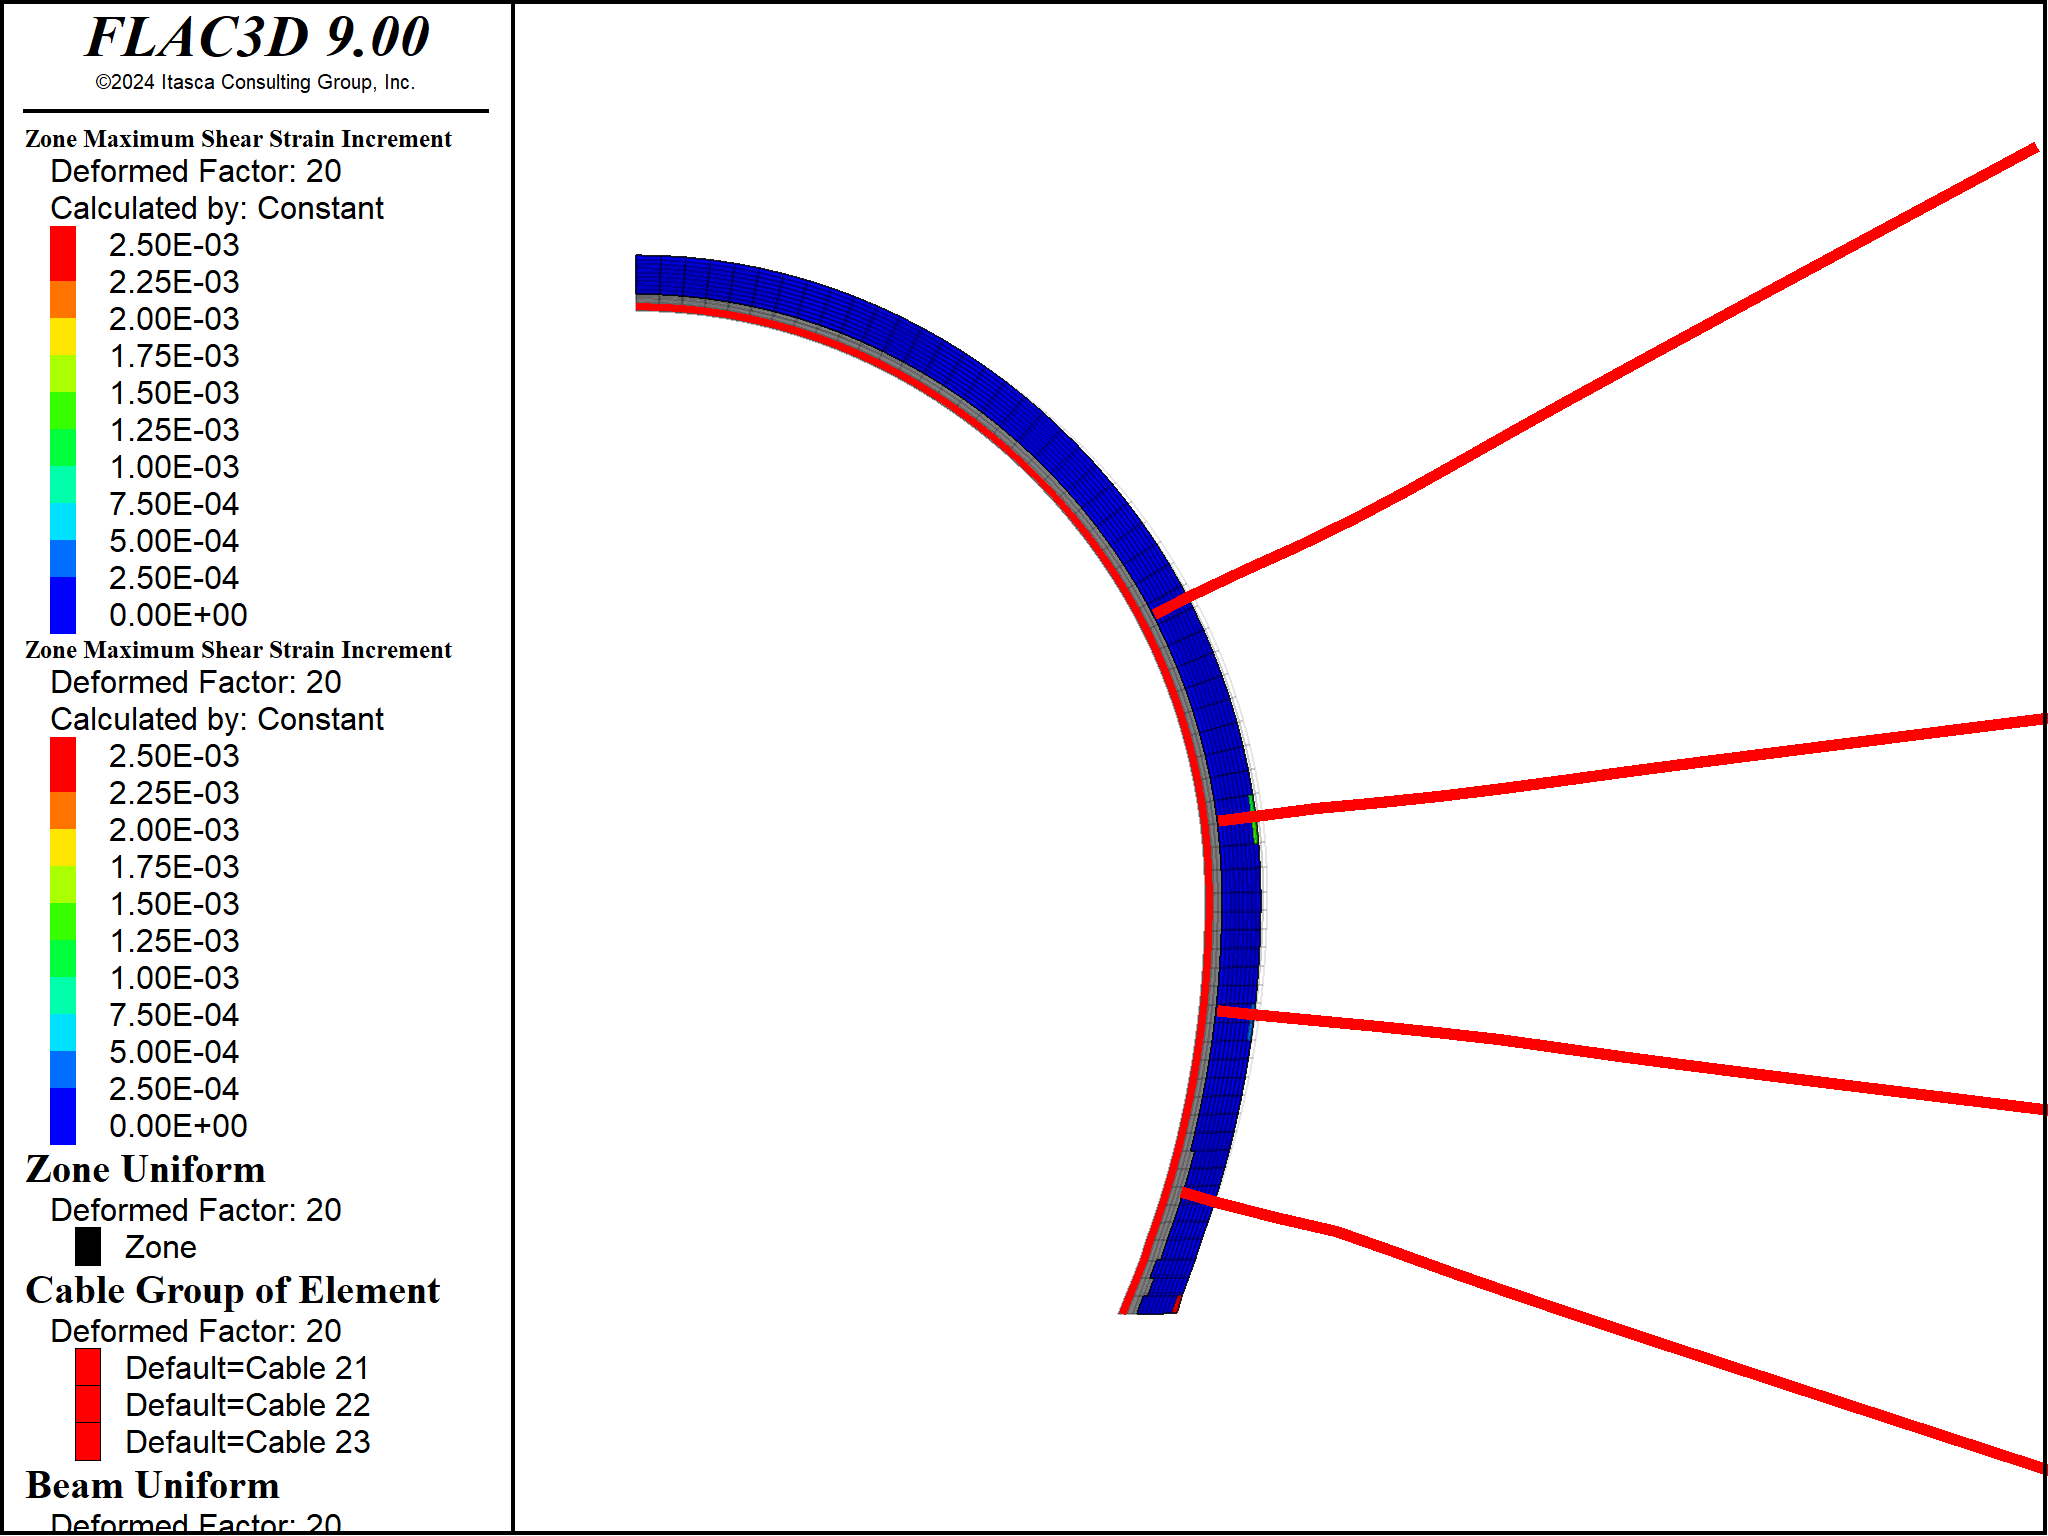 FLAC3D 9.00
©2024 Itasca Consulting Group, Inc.
Zone Maximum Shear Strain Increment
Deformed Factor: 20
Calculated by: Constant
2.50E-03
2.25E-03
2.00E-03
1.75E-03
1.50E-03
1.25E-03
1.00E-03
7.50E-04
5.00E-04
2.50E-04
0.00E+00
Zone Maximum Shear Strain Increment
Deformed Factor: 20
Calculated by: Constant
2.50E-03
2.25E-03
2.00E-03
1.75E-03
1.50E-03
1.25E-03
1.00E-03
7.50E-04
5.00E-04
2.50E-04
0.00E+00
Zone Uniform
Deformed Factor: 20
Zone
Cable Group of Element
Deformed Factor: 20
Default=Cable 21
Default=Cable 22
Default=Cable 23
Beam Uniform
Deformed Factor: 20